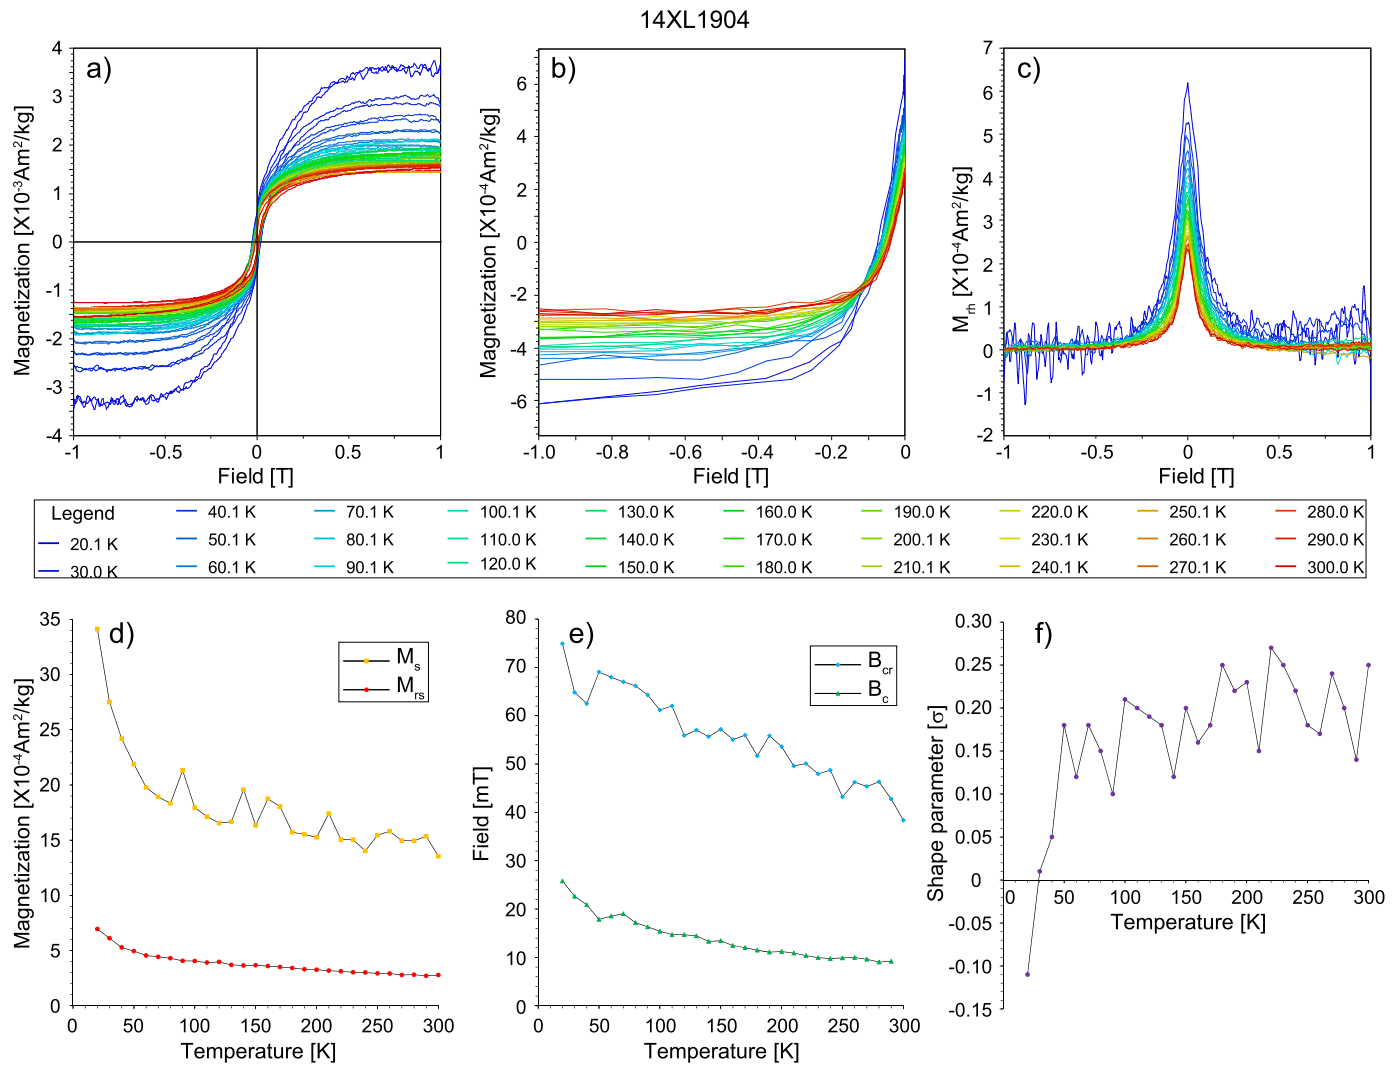 14XL1904
a)
Magnetization [X10⁻³Am²/kg]
4
3
2
1
0
-1
-2
-3
-4
-1 -0.5 0 0.5 1
Field [T]
b)
Magnetization [X10⁻⁴Am²/kg]
6
4
2
0
-2
-4
-6
-1.0 -0.8 -0.6 -0.4 -0.2 0
Field [T]
c)
M_rh [X10⁻⁴Am²/kg]
7
6
5
4
3
2
1
0
-1
-2
-1 -0.5 0 0.5 1
Field [T]
Legend 40.1 K 70.1 K 100.1 K 130.0 K 160.0 K 190.0 K 220.0 K 250.1 K 280.0 K
20.1 K 50.1 K 80.1 K 110.0 K 140.0 K 170.0 K 200.1 K 230.1 K 260.1 K 290.0 K
30.0 K 60.1 K 90.1 K 120.0 K 150.0 K 180.0 K 210.1 K 240.1 K 270.1 K 300.0 K
d)
Magnetization [X10⁻⁴Am²/kg]
35
30
25
20
15
10
5
0
M_s
M_rs
0 50 100 150 200 250 300
Temperature [K]
e)
Field [mT]
80
70
60
50
40
30
20
10
0
B_cr
B_c
0 50 100 150 200 250 300
Temperature [K]
f)
Shape parameter [σ]
0.30
0.25
0.20
0.15
0.10
0.05
0
-0.05
-0.10
-0.15
0 50 100 150 200 250 300
Temperature [K]